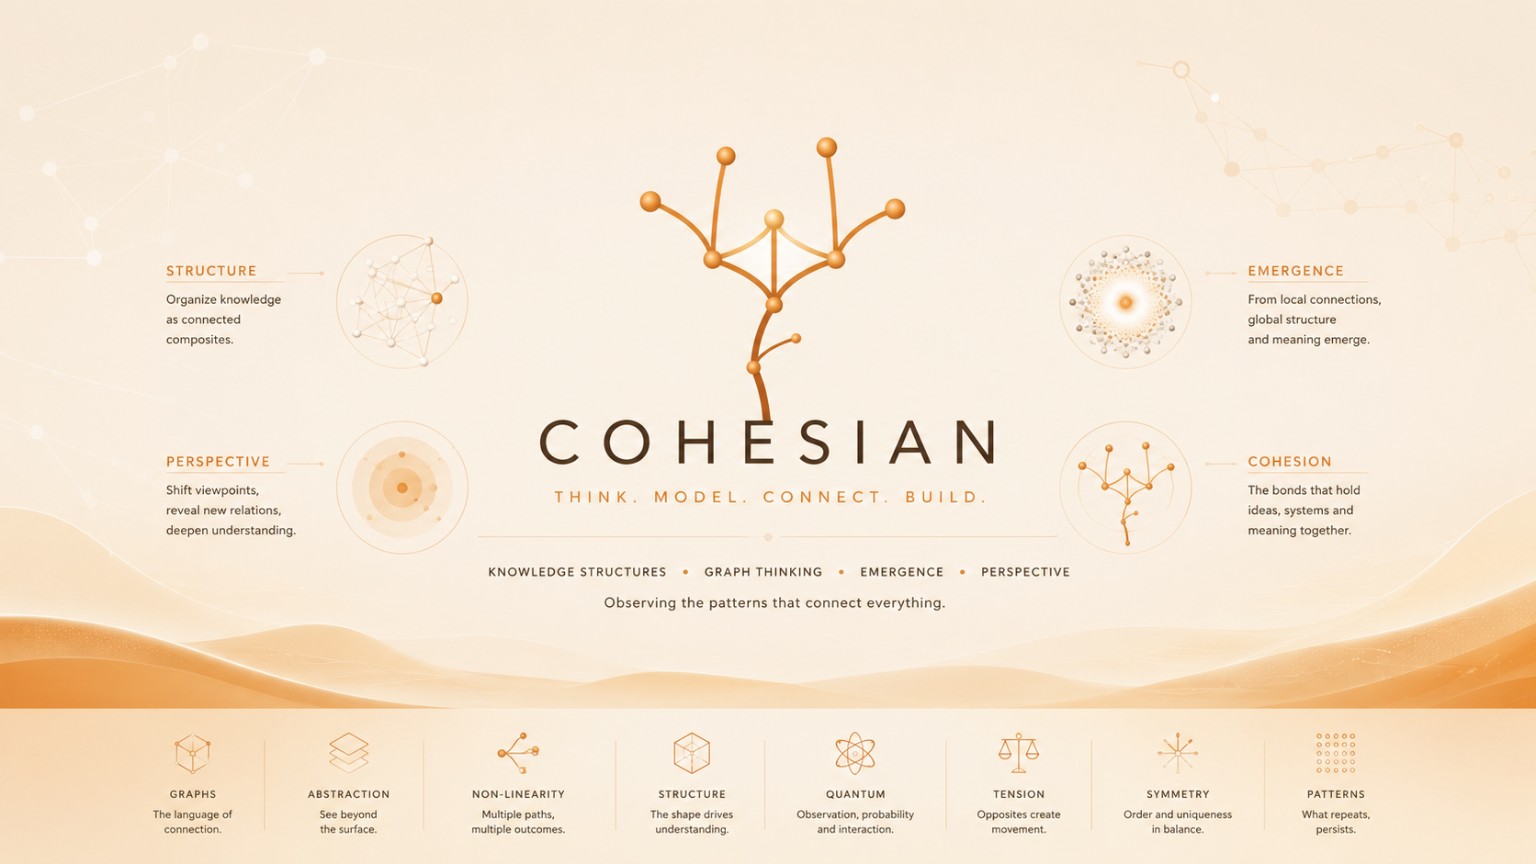 STRUCTURE
Organize knowledge
as connected
composites.
PERSPECTIVE
Shift viewpoints,
reveal new relations,
deepen understanding.
COHESIAN
THINK. MODEL. CONNECT. BUILD.
KNOWLEDGE STRUCTURES • GRAPH THINKING • EMERGENCE • PERSPECTIVE
Observing the patterns that connect everything.
EMERGENCE
From local connections,
global structure
and meaning emerge.
COHESION
The bonds that hold
ideas, systems and
meaning together.
GRAPHS
The language of
connection.
ABSTRACTION
See beyond
the surface.
NON-LINEARITY
Multiple paths,
multiple outcomes.
STRUCTURE
The shape drives
understanding.
QUANTUM
Observation, probability
and interaction.
TENSION
Opposites create
movement.
SYMMETRY
Order and uniqueness
in balance.
PATTERNS
What repeats,
persists.